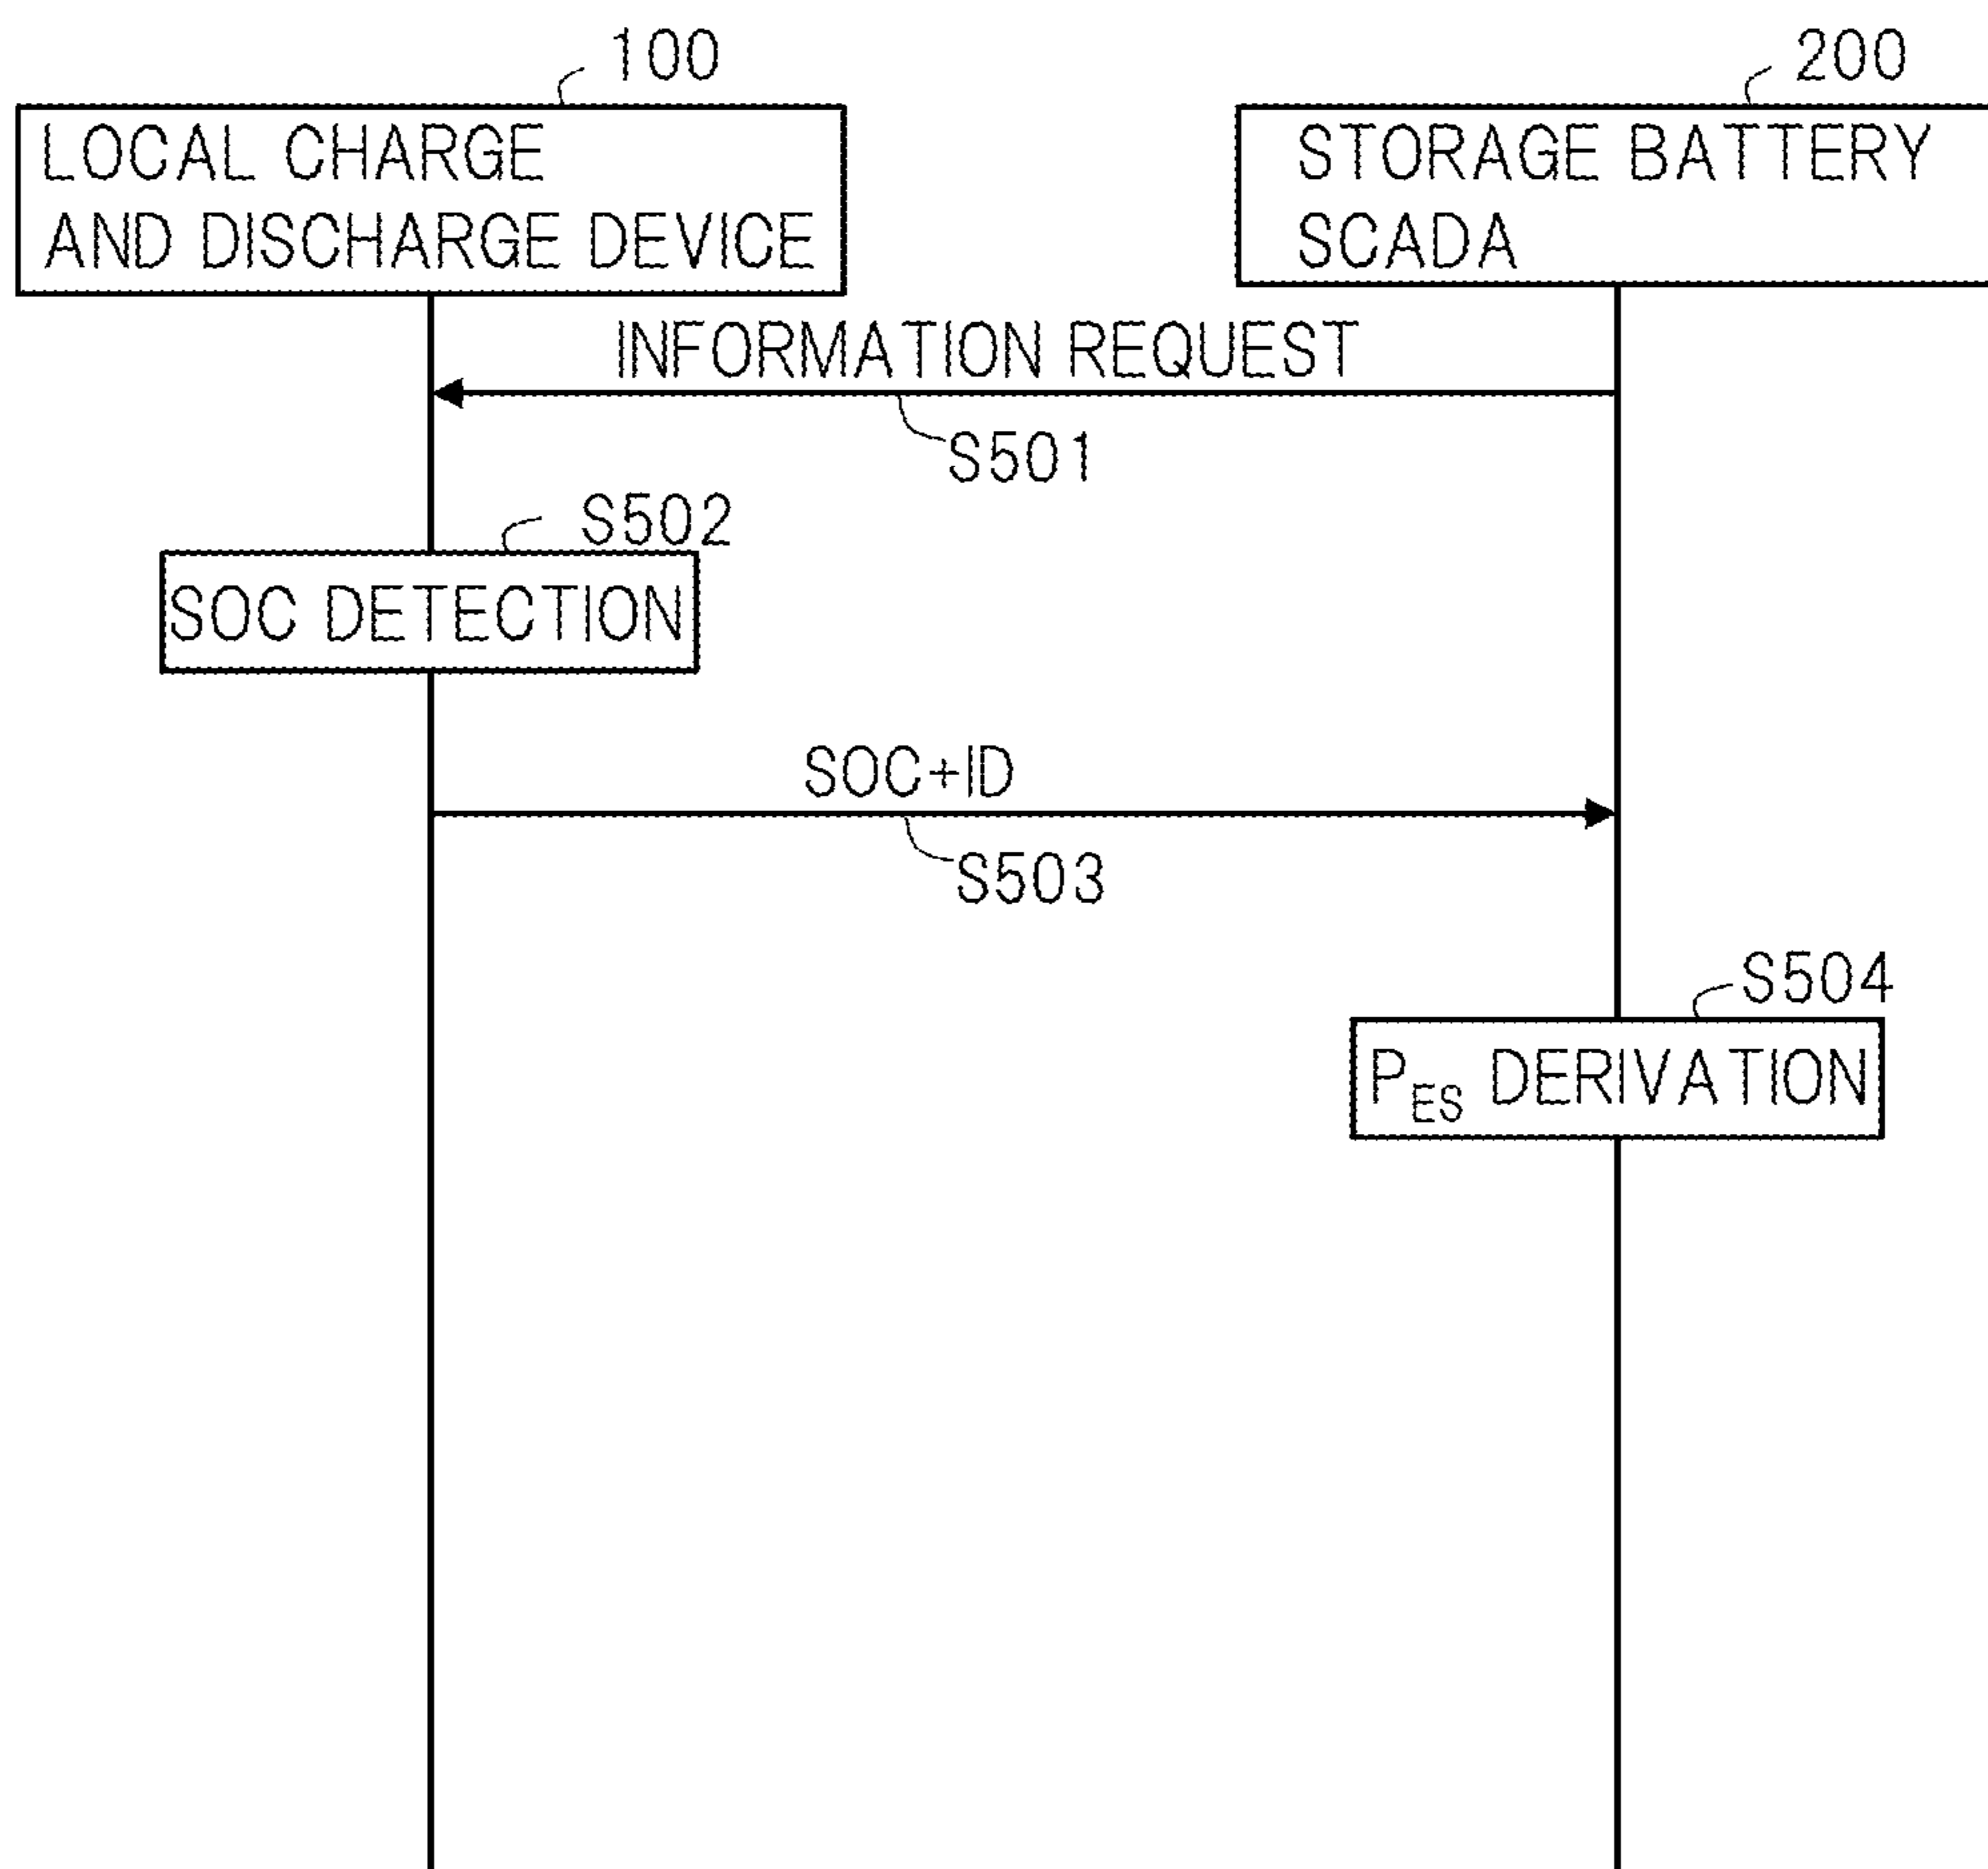 100
200
LOCAL CHARGE
AND DISCHARGE DEVICE
STORAGE BATTERY
SCADA
INFORMATION REQUEST
S501
S502
SOC DETECTION
SOC+ID
S503
S504
PES DERIVATION